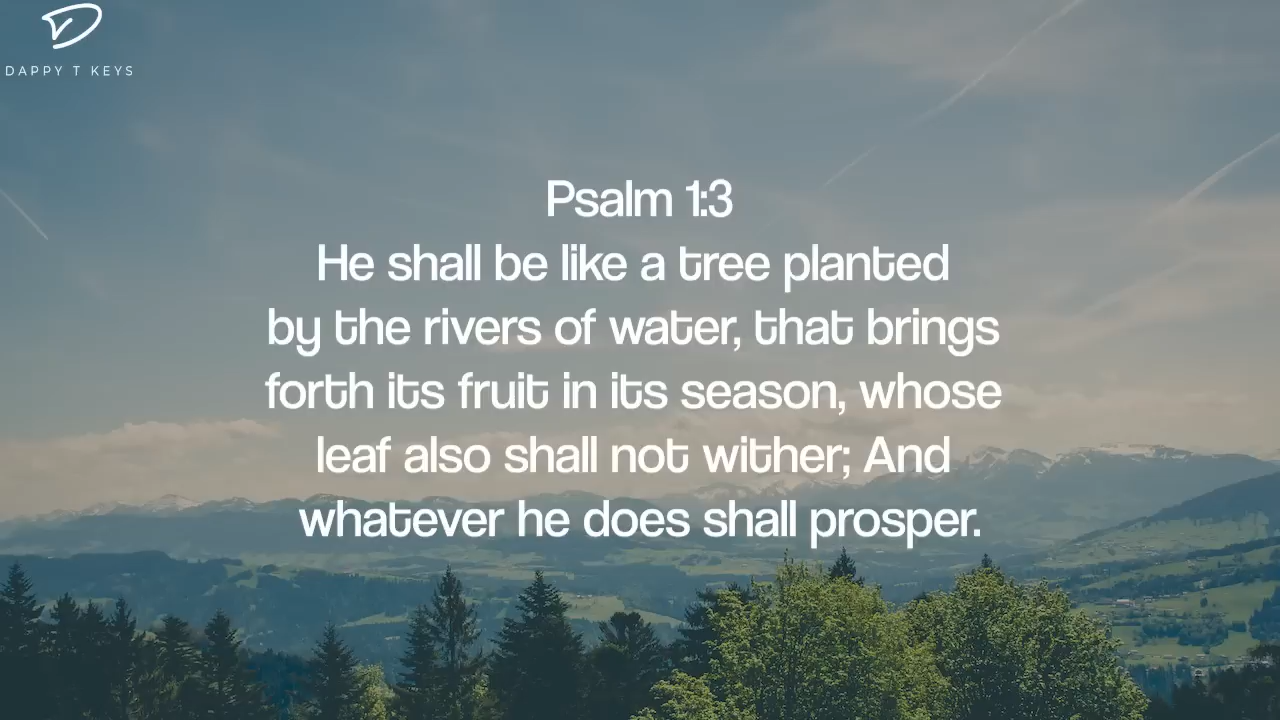 DAPPY T KEYS
Psalm 1:3
He shall be like a tree planted
by the rivers of water, that brings
forth its fruit in its season, whose
leaf also shall not wither; And
whatever he does shall prosper.